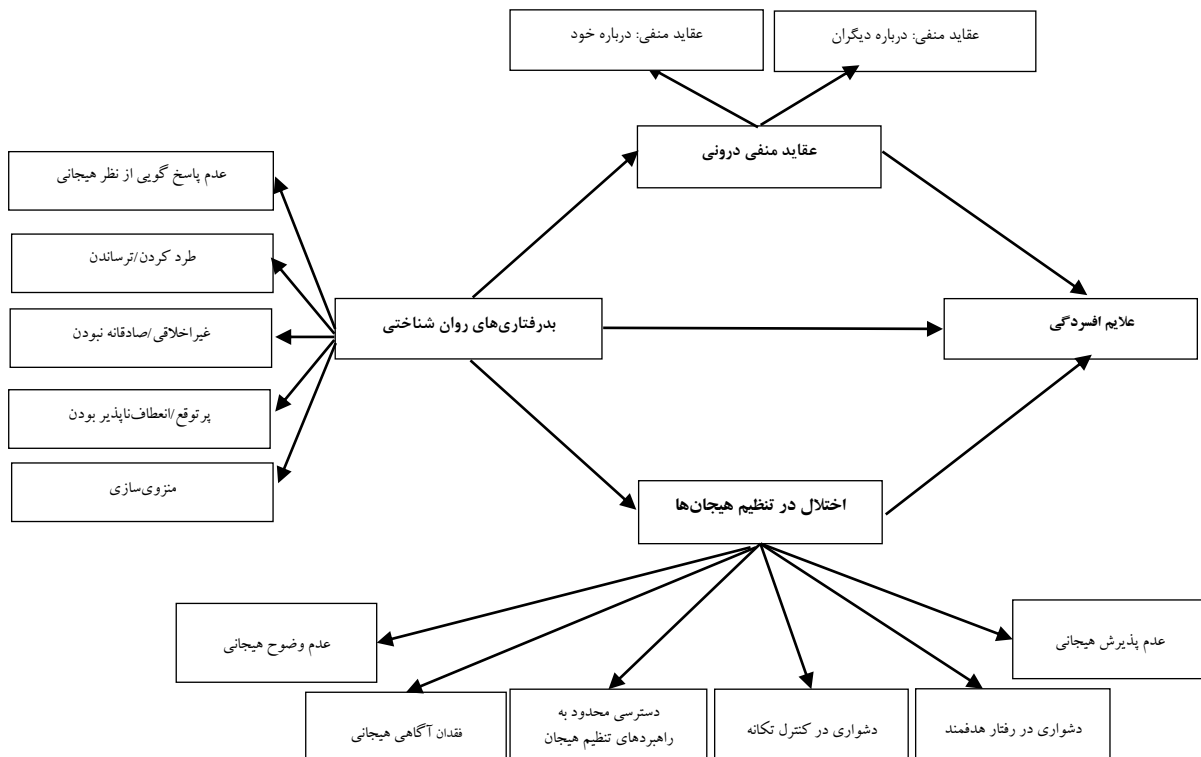 عقاید منفی: درباره دیگران
عقاید منفی: درباره خود
عقاید منفی درونی
عدم پاسخ گویی از نظر هیجانی
طرد کردن/ترساندن
غیراخلاقی/صادقانه نبودن
پرتوقع/انعطاف‌ناپذیر بودن
منزوی‌سازی
بدرفتاری‌های روان شناختی
علایم افسردگی
اختلال در تنظیم هیجان‌ها
عدم پذیرش هیجانی
دشواری در رفتار هدفمند
دشواری در کنترل تکانه
دسترسی محدود به
راهبردهای تنظیم هیجان
فقدان آگاهی هیجانی
عدم وضوح هیجانی